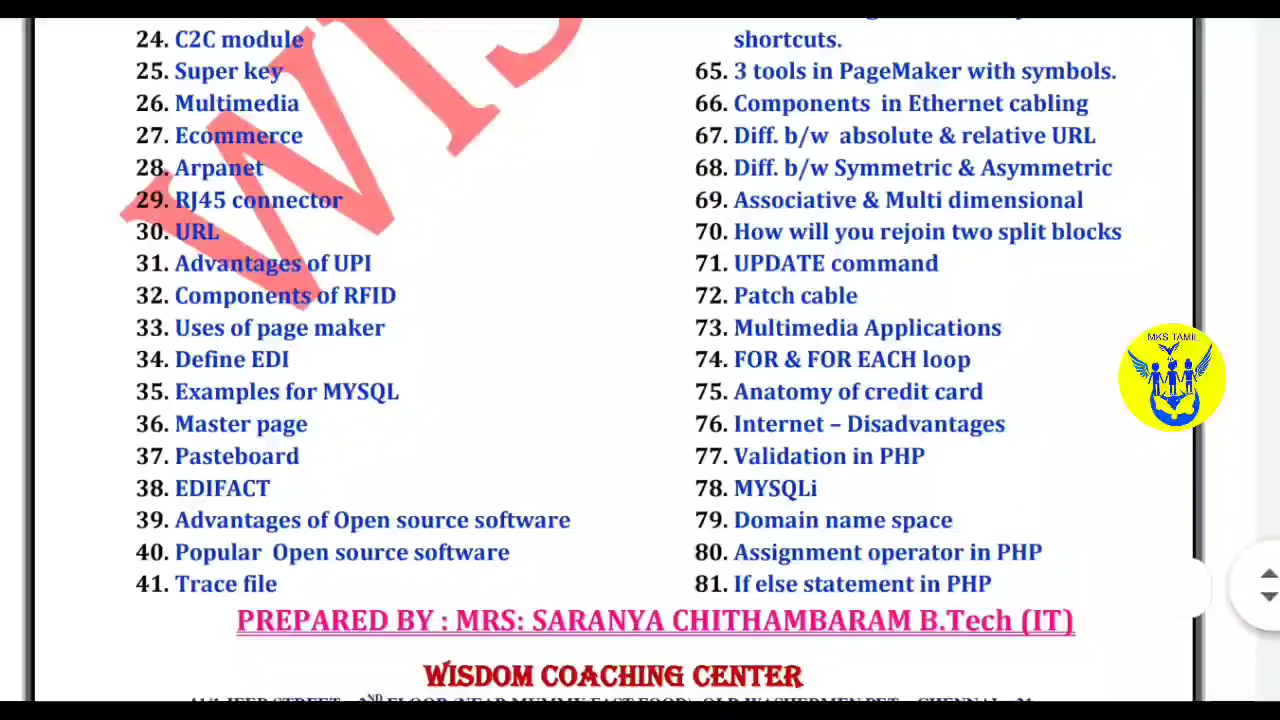 24. C2C module
25. Super key
26. Multimedia
27. Ecommerce
28. Arpanet
29. RJ45 connector
30. URL
31. Advantages of UPI
32. Components of RFID
33. Uses of page maker
34. Define EDI
35. Examples for MYSQL
36. Master page
37. Pasteboard
38. EDIFACT
39. Advantages of Open source software
40. Popular Open source software
41. Trace file
shortcuts.
65. 3 tools in PageMaker with symbols.
66. Components in Ethernet cabling
67. Diff. b/w absolute & relative URL
68. Diff. b/w Symmetric & Asymmetric
69. Associative & Multi dimensional
70. How will you rejoin two split blocks
71. UPDATE command
72. Patch cable
73. Multimedia Applications
74. FOR & FOR EACH loop
75. Anatomy of credit card
76. Internet – Disadvantages
77. Validation in PHP
78. MYSQLi
79. Domain name space
80. Assignment operator in PHP
81. If else statement in PHP
MKS TAMIL
WIS
PREPARED BY : MRS: SARANYA CHITHAMBARAM B.Tech (IT)
WISDOM COACHING CENTER